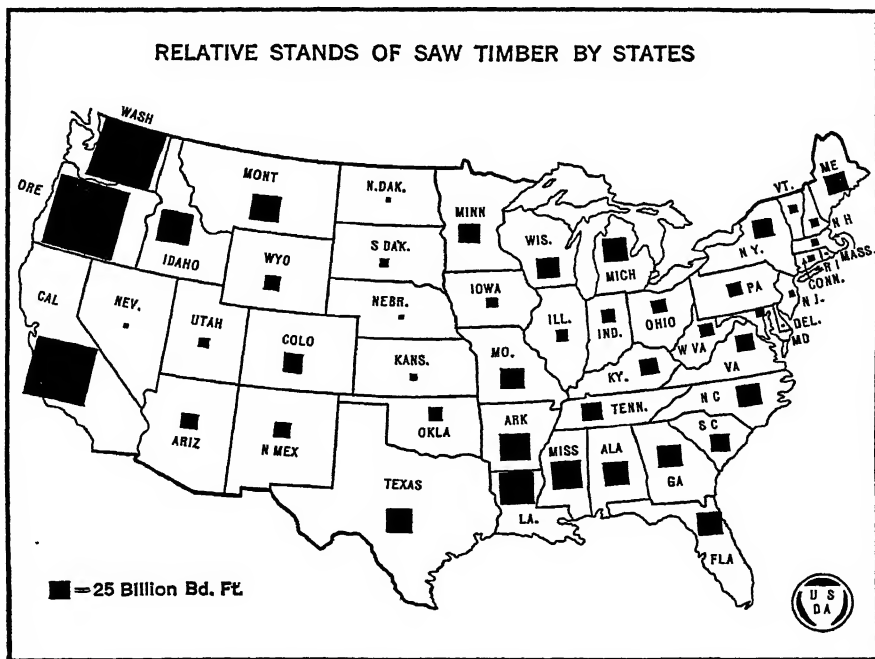 RELATIVE STANDS OF SAW TIMBER BY STATES
WASH
ORE
MONT
IDAHO
WYO
N.DAK.
S DAK.
NEBR.
KANS.
MINN
IOWA
WIS.
MICH
ILL.
IND.
OHIO
MO.
CAL
NEV.
UTAH
COLO
ARIZ
N MEX
OKLA
TEXAS
ARK
LA.
MISS
ALA
GA
FLA
S C
N C
TENN.
KY.
VA
W VA
PA
N Y.
VT.
ME
N H
MASS.
R I
CONN.
N J.
DEL.
MD
= 25 Billion Bd. Ft.
U S
DA